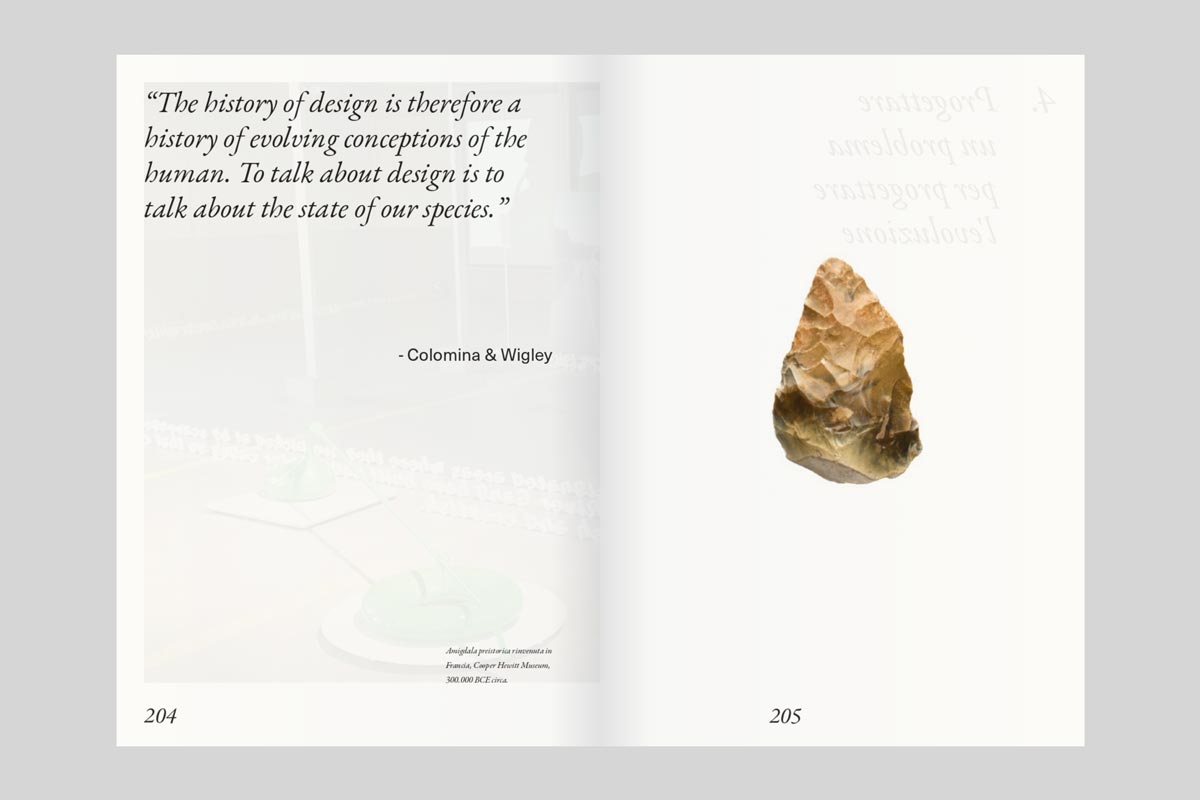 “The history of design is therefore a
history of evolving conceptions of the
human. To talk about design is to
talk about the state of our species.”
- Colomina & Wigley
Amigdala preistorica rinvenuta in
Francia, Cooper Hewitt Museum,
300.000 BCE circa.
204
4. Progettare
un problema
per progettare
l'evoluzione
205